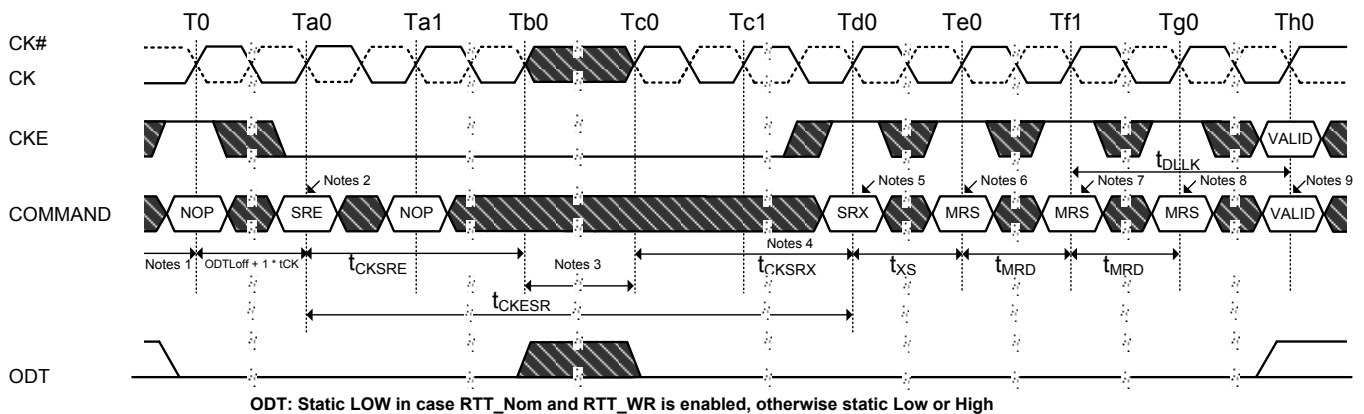 T0 Ta0 Ta1 Tb0 Tc0 Tc1 Td0 Te0 Tf1 Tg0 Th0
CK#
CK
CKE
VALID
tDLLK
Notes 2 Notes 5 Notes 6 Notes 7 Notes 8 Notes 9
COMMAND NOP SRE NOP SRX MRS MRS MRS VALID
Notes 1 ODTLoff + 1 * tCK tCKSRE Notes 3 Notes 4 tCKSRX tXS tMRD tMRD
tCKESR
ODT
ODT: Static LOW in case RTT_Nom and RTT_WR is enabled, otherwise static Low or High